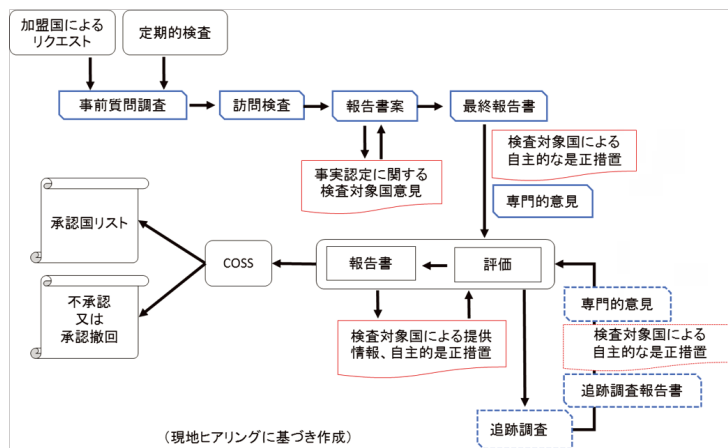 加盟国による
リクエスト
定期的検査
事前質問調査
訪問検査
報告書案
最終報告書
事実認定に関する
検査対象国意見
検査対象国による
自主的な是正措置
専門的意見
承認国リスト
COSS
報告書
評価
不承認
又は
承認撤回
検査対象国による提供
情報、自主的是正措置
専門的意見
検査対象国による
自主的な是正措置
追跡調査報告書
追跡調査
(現地ヒアリングに基づき作成)